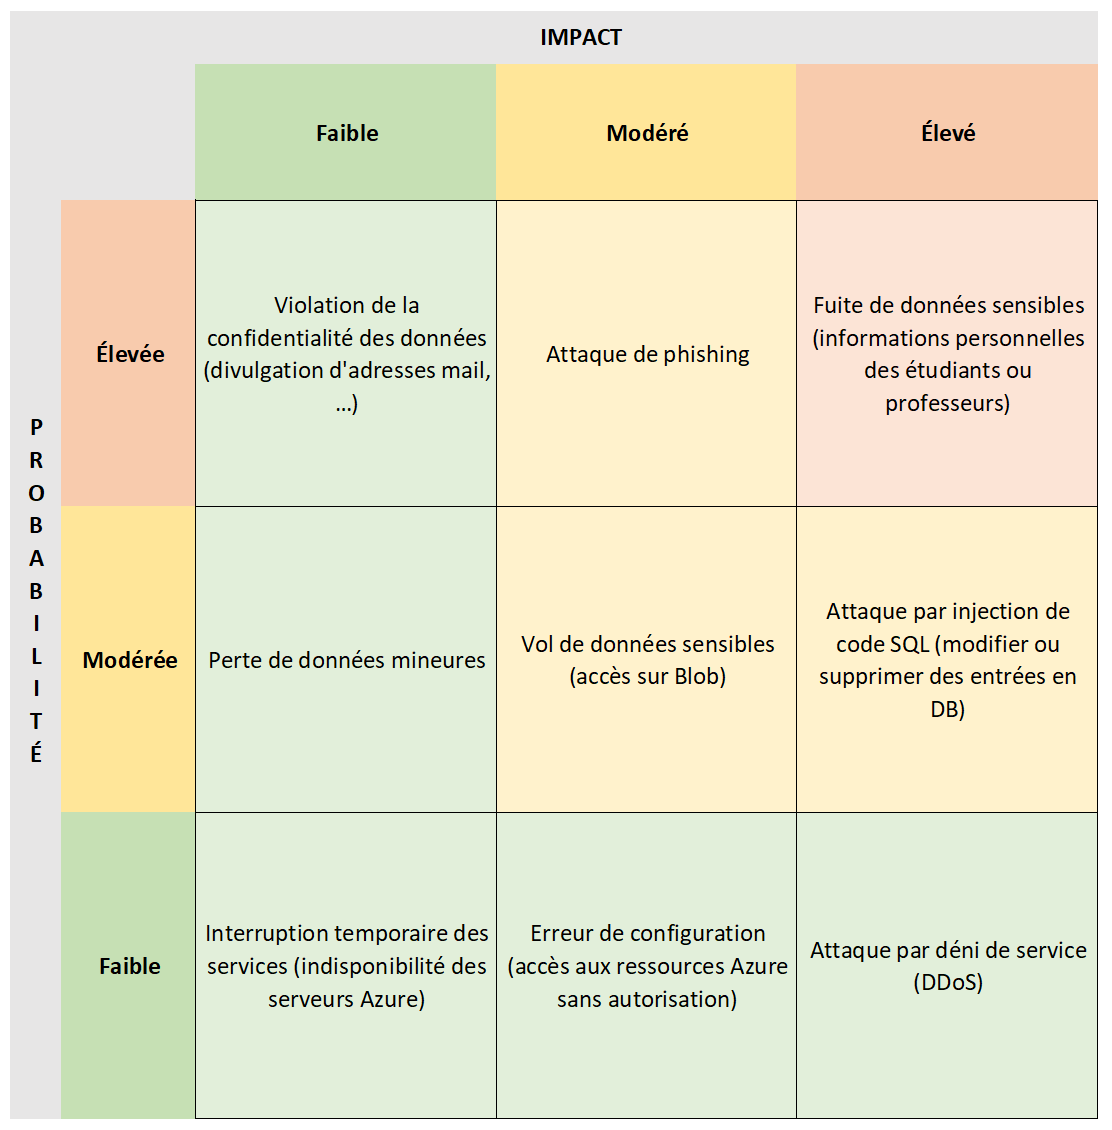 IMPACT
Faible
Modéré
Élevé
PROBABILITÉ
Élevée
Violation de la
confidentialité des données
(divulgation d'adresses mail,
...)
Attaque de phishing
Fuite de données sensibles
(informations personnelles
des étudiants ou
professeurs)
Modérée
Perte de données mineures
Vol de données sensibles
(accès sur Blob)
Attaque par injection de
code SQL (modifier ou
supprimer des entrées en
DB)
Faible
Interruption temporaire des
services (indisponibilité des
serveurs Azure)
Erreur de configuration
(accès aux ressources Azure
sans autorisation)
Attaque par déni de service
(DDoS)